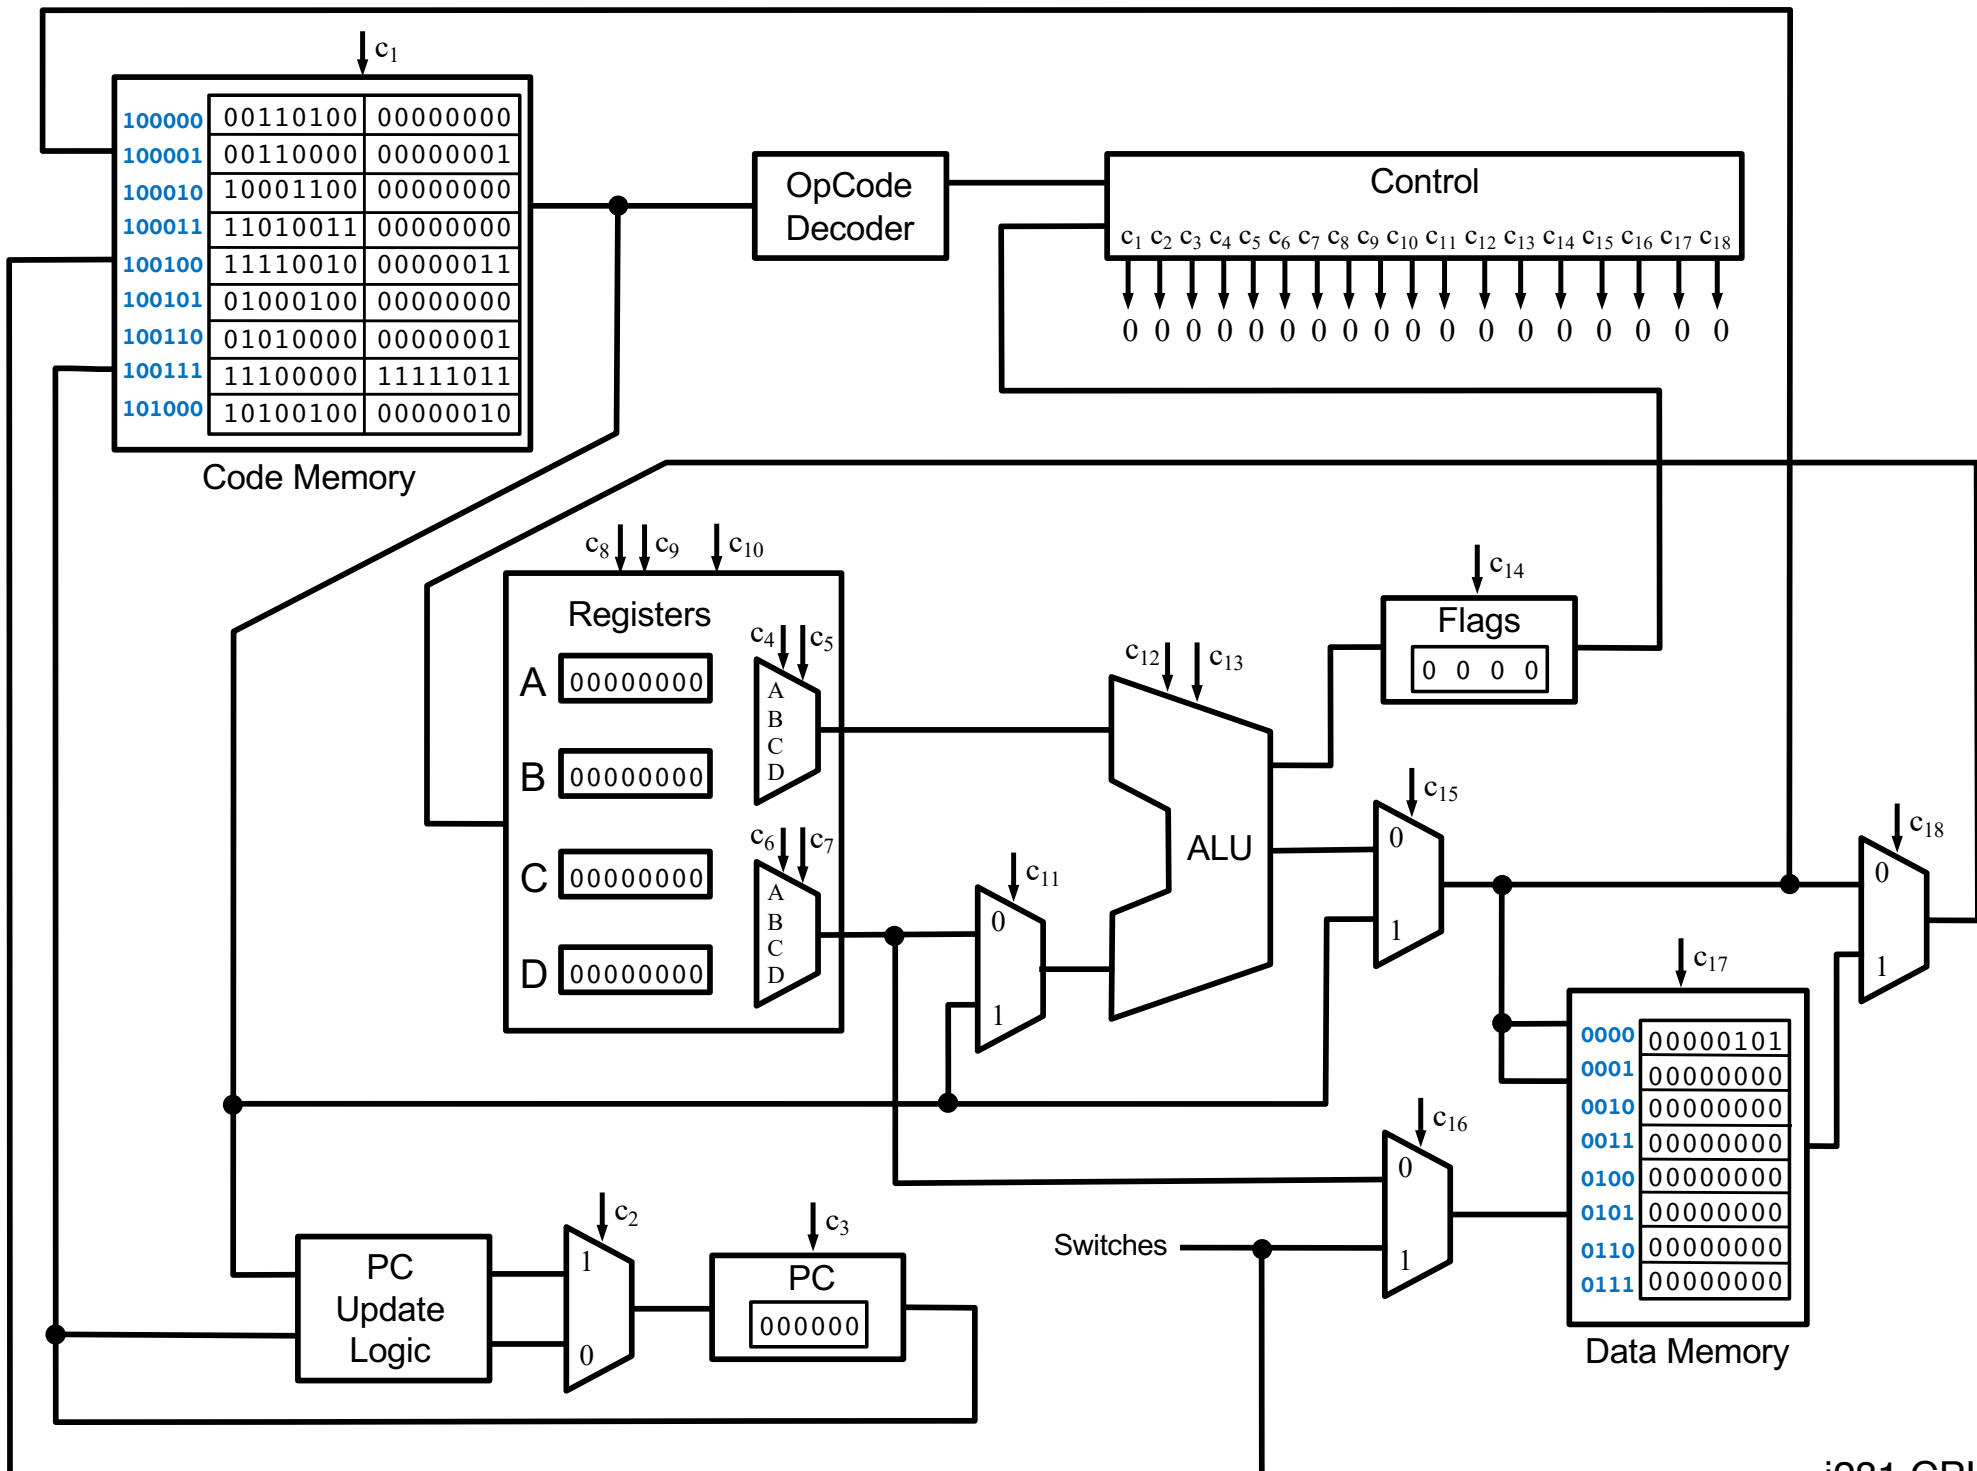 c1
100000 00110100 00000000
100001 00110000 00000001
100010 10001100 00000000
100011 11010011 00000000
100100 11110010 00000011
100101 01000100 00000000
100110 01010000 00000001
100111 11100000 11111011
101000 10100100 00000010
Code Memory
OpCode
Decoder
Control
c1 c2 c3 c4 c5 c6 c7 c8 c9 c10 c11 c12 c13 c14 c15 c16 c17 c18
0 0 0 0 0 0 0 0 0 0 0 0 0 0 0 0 0 0
c8 c9 c10
Registers
A 00000000
B 00000000
C 00000000
D 00000000
c4 c5
A
B
C
D
c6 c7
A
B
C
D
c11
0
1
c12 c13
ALU
c14
Flags
0 0 0 0
c15
0
1
c18
0
1
c17
0000 00000101
0001 00000000
0010 00000000
0011 00000000
0100 00000000
0101 00000000
0110 00000000
0111 00000000
Data Memory
c16
0
1
Switches
PC
Update
Logic
c2
1
0
c3
PC
000000